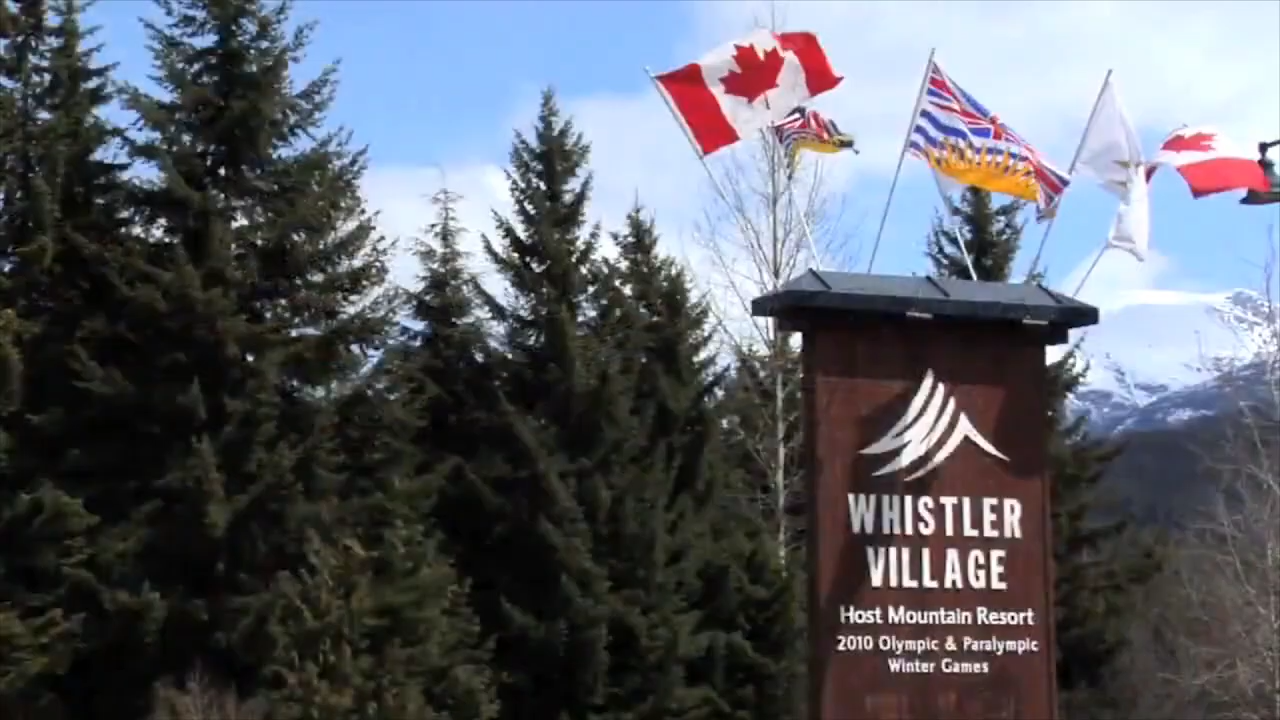 WHISTLER
VILLAGE
Host Mountain Resort
2010 Olympic & Paralympic
Winter Games